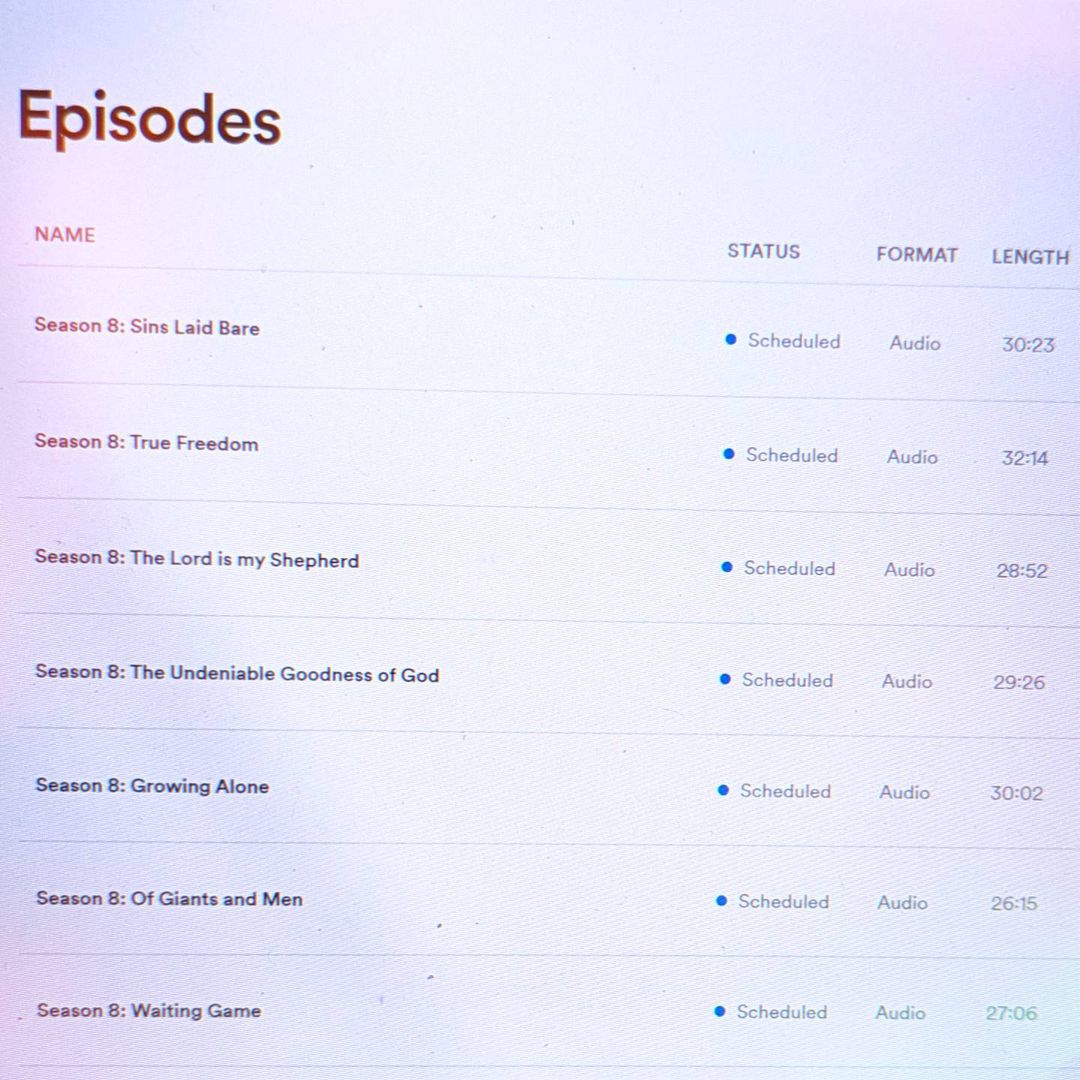 Episodes
NAME STATUS FORMAT LENGTH
Season 8: Sins Laid Bare Scheduled Audio 30:23
Season 8: True Freedom Scheduled Audio 32:14
Season 8: The Lord is my Shepherd Scheduled Audio 28:52
Season 8: The Undeniable Goodness of God Scheduled Audio 29:26
Season 8: Growing Alone Scheduled Audio 30:02
Season 8: Of Giants and Men Scheduled Audio 26:15
Season 8: Waiting Game Scheduled Audio 27:06